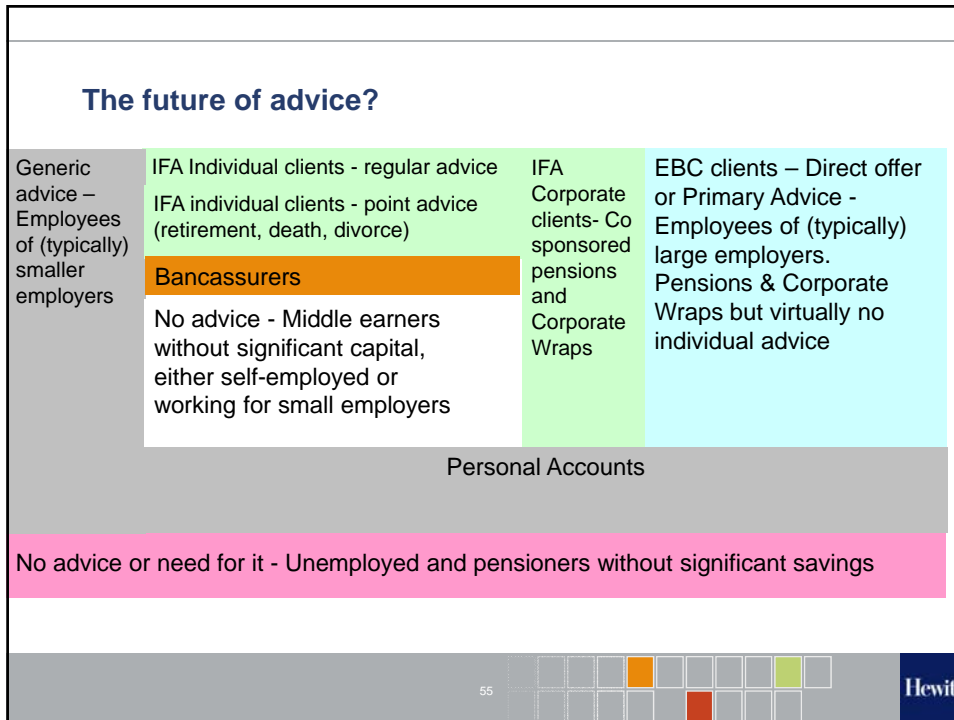 The future of advice?
Generic
advice –
Employees
of (typically)
smaller
employers
IFA Individual clients - regular advice
IFA individual clients - point advice
(retirement, death, divorce)
Bancassurers
No advice - Middle earners
without significant capital,
either self-employed or
working for small employers
IFA
Corporate
clients- Co
sponsored
pensions
and
Corporate
Wraps
EBC clients – Direct offer
or Primary Advice -
Employees of (typically)
large employers.
Pensions & Corporate
Wraps but virtually no
individual advice
Personal Accounts
No advice or need for it - Unemployed and pensioners without significant savings
55
Hewit